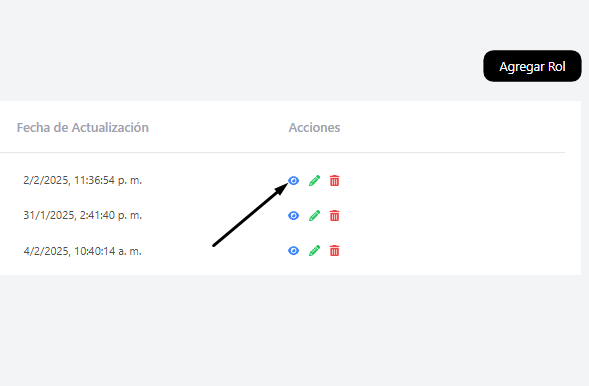 Agregar Rol
Fecha de Actualización Acciones
2/2/2025, 11:36:54 p. m.
31/1/2025, 2:41:40 p. m.
4/2/2025, 10:40:14 a. m.